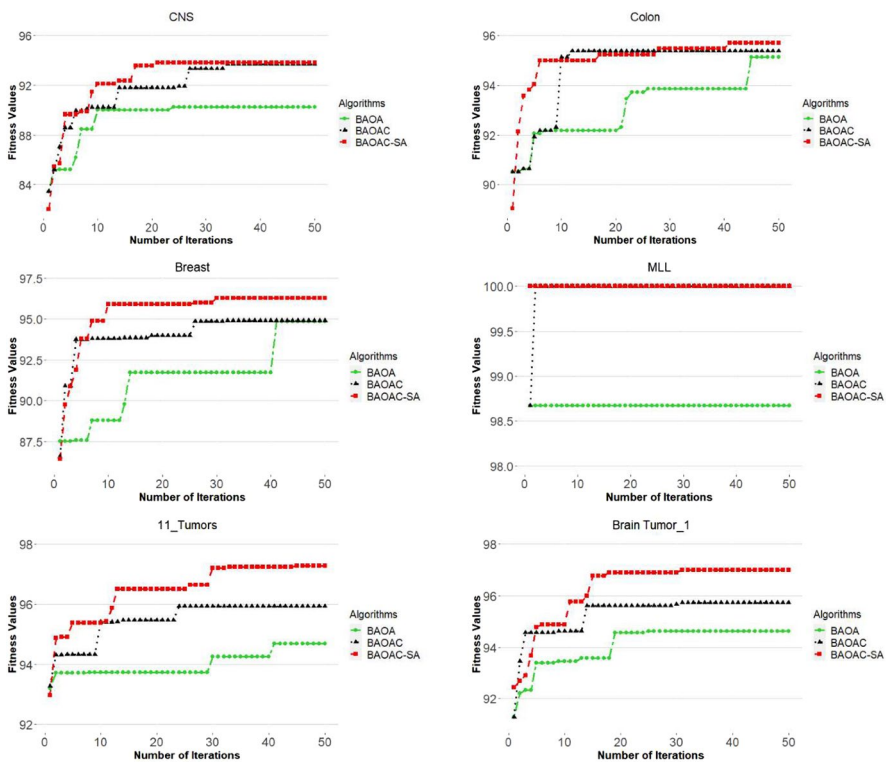 CNS
96
92
88
84
Fitness Values
0
10
20
30
40
50
Number of Iterations
Algorithms
BAOA
BAOAC
BAOAC-SA
Colon
96
94
92
90
Fitness Values
0
10
20
30
40
50
Number of Iterations
Algorithms
BAOA
BAOAC
BAOAC-SA
Breast
97.5
95.0
92.5
90.0
87.5
Fitness Values
0
10
20
30
40
50
Number of Iterations
Algorithms
BAOA
BAOAC
BAOAC-SA
MLL
100.0
99.5
99.0
98.5
98.0
Fitness Values
0
10
20
30
40
50
Number of Iterations
Algorithms
BAOA
BAOAC
BAOAC-SA
11_Tumors
98
96
94
92
Fitness Values
0
10
20
30
40
50
Number of Iterations
Algorithms
BAOA
BAOAC
BAOAC-SA
Brain Tumor_1
98
96
94
92
Fitness Values
0
10
20
30
40
50
Number of Iterations
Algorithms
BAOA
BAOAC
BAOAC-SA